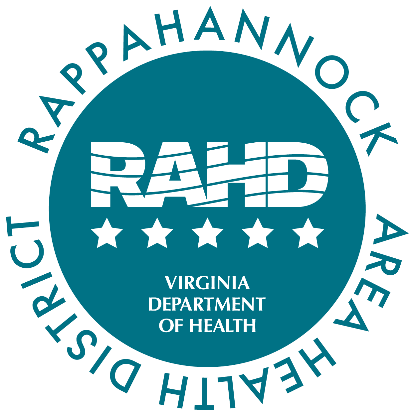 RAPPAHANNOCK
AREA HEALTH DISTRICT
RAHD
VIRGINIA
DEPARTMENT
OF HEALTH